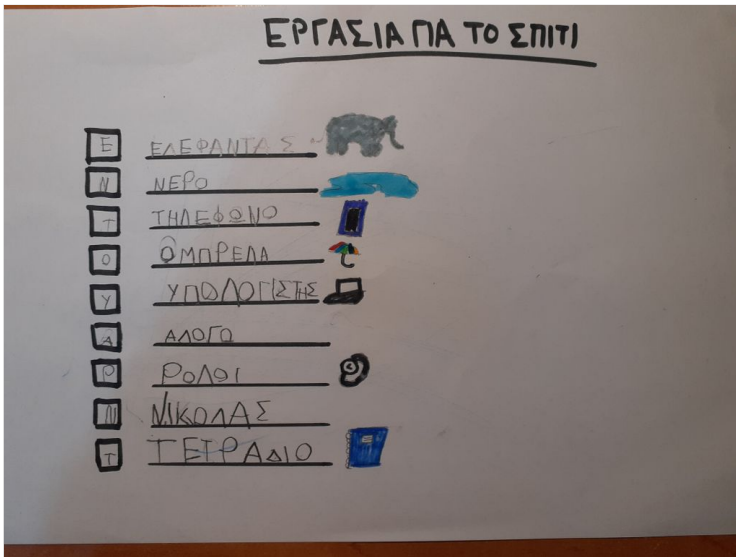 ΕΡΓΑΣΙΑ ΓΙΑ ΤΟ ΣΠΙΤΙ
Ε ΕΛΕΦΑΝΤΑΣ
Ν ΝΕΡΟ
Τ ΤΗΛΕΦΩΝΟ
Ο ΟΜΠΡΕΛΑ
Υ ΥΠΟΛΟΓΙΣΤΗΣ
Α ΑΛΟΓΟ
Ρ ΡΟΛΟΙ
Ν ΝΙΚΟΛΑΣ
Τ ΤΕΤΡΑΔΙΟ